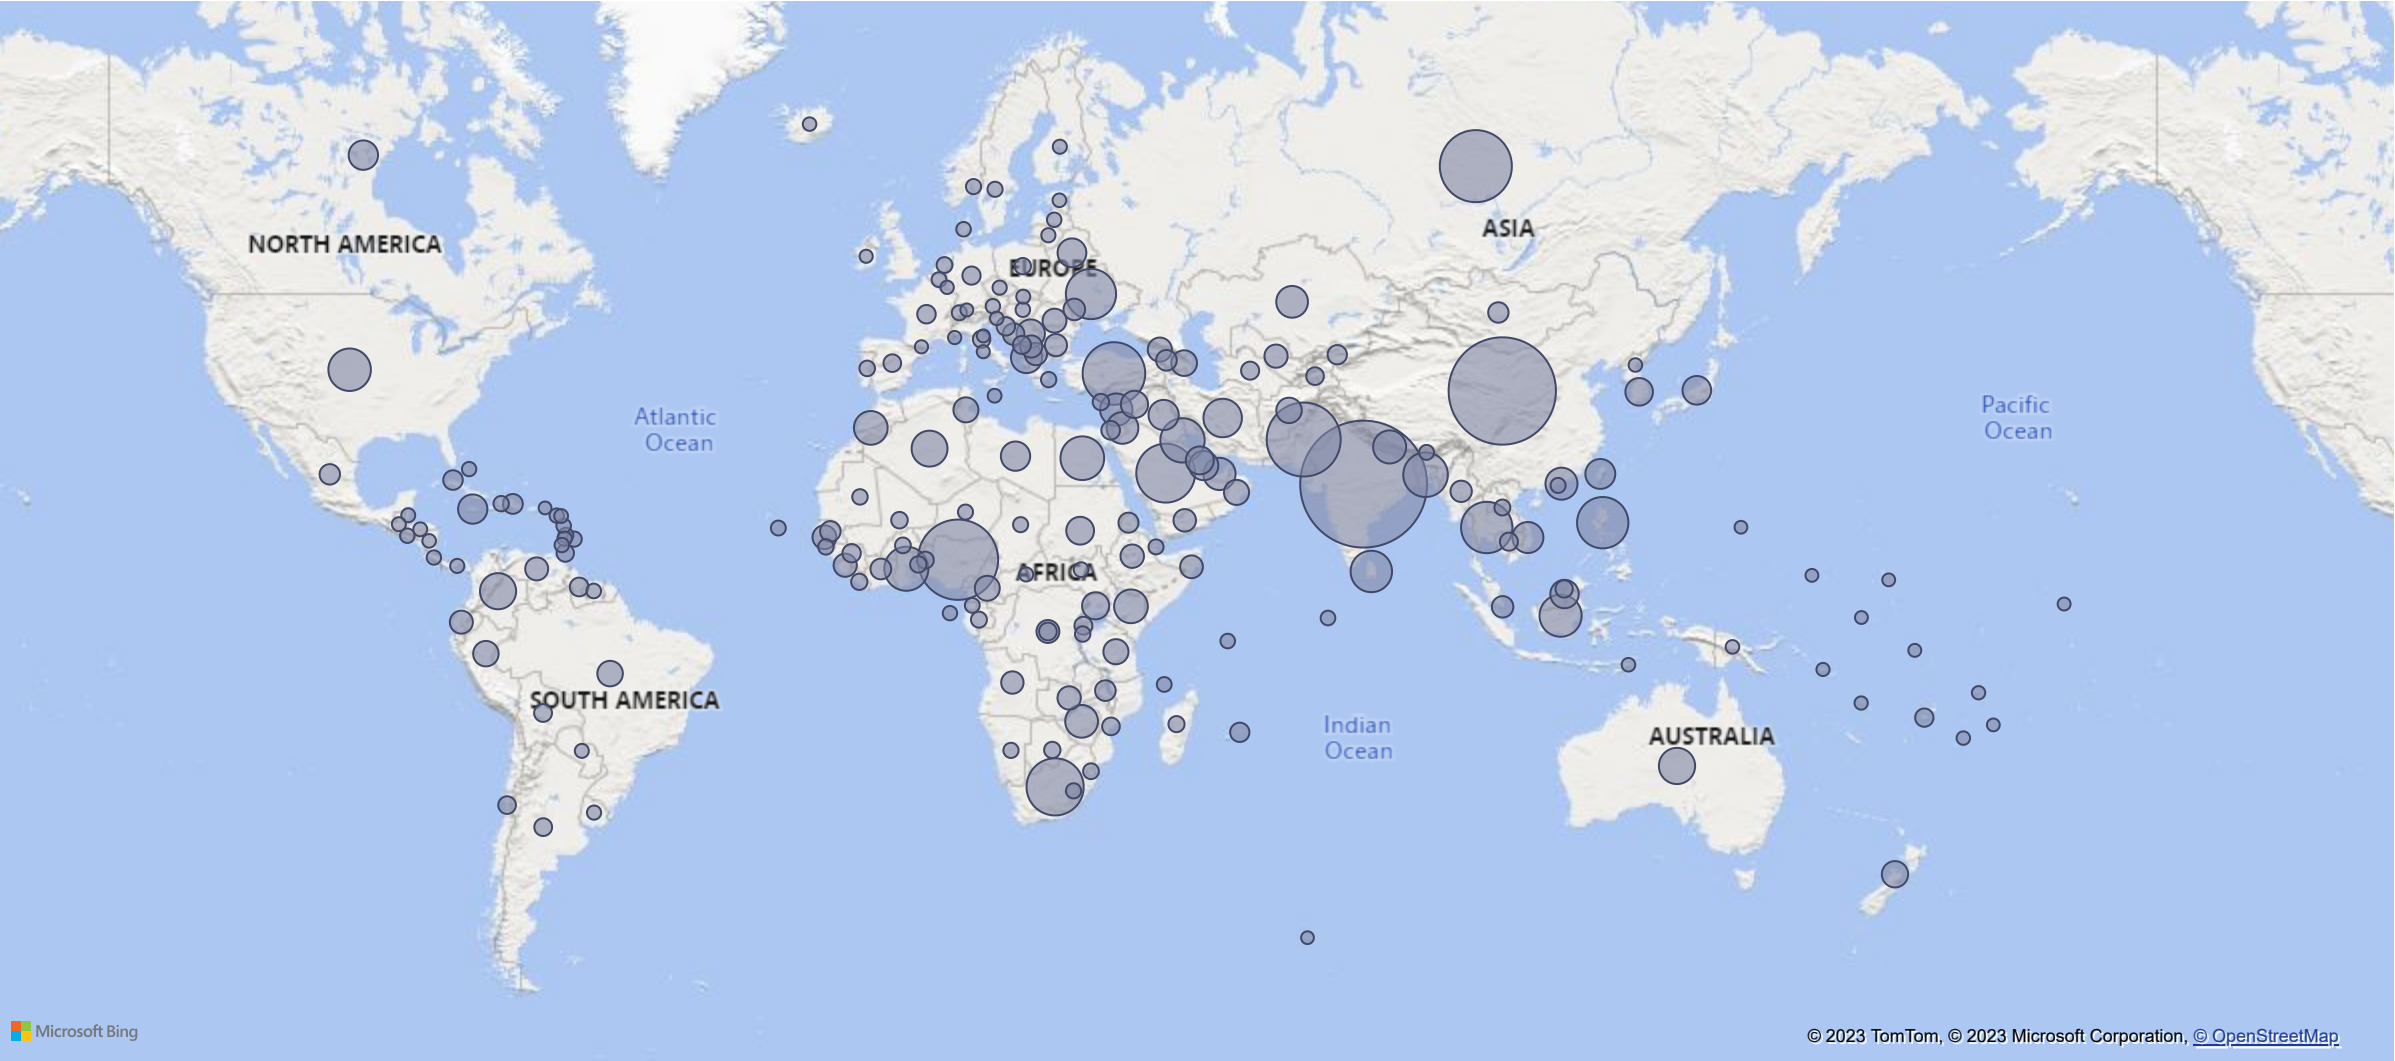 ASIA
NORTH AMERICA
EUROPE
Atlantic
Ocean
Pacific
Ocean
AFRICA
SOUTH AMERICA
Indian
Ocean
AUSTRALIA
Microsoft Bing
© 2023 TomTom, © 2023 Microsoft Corporation, © OpenStreetMap